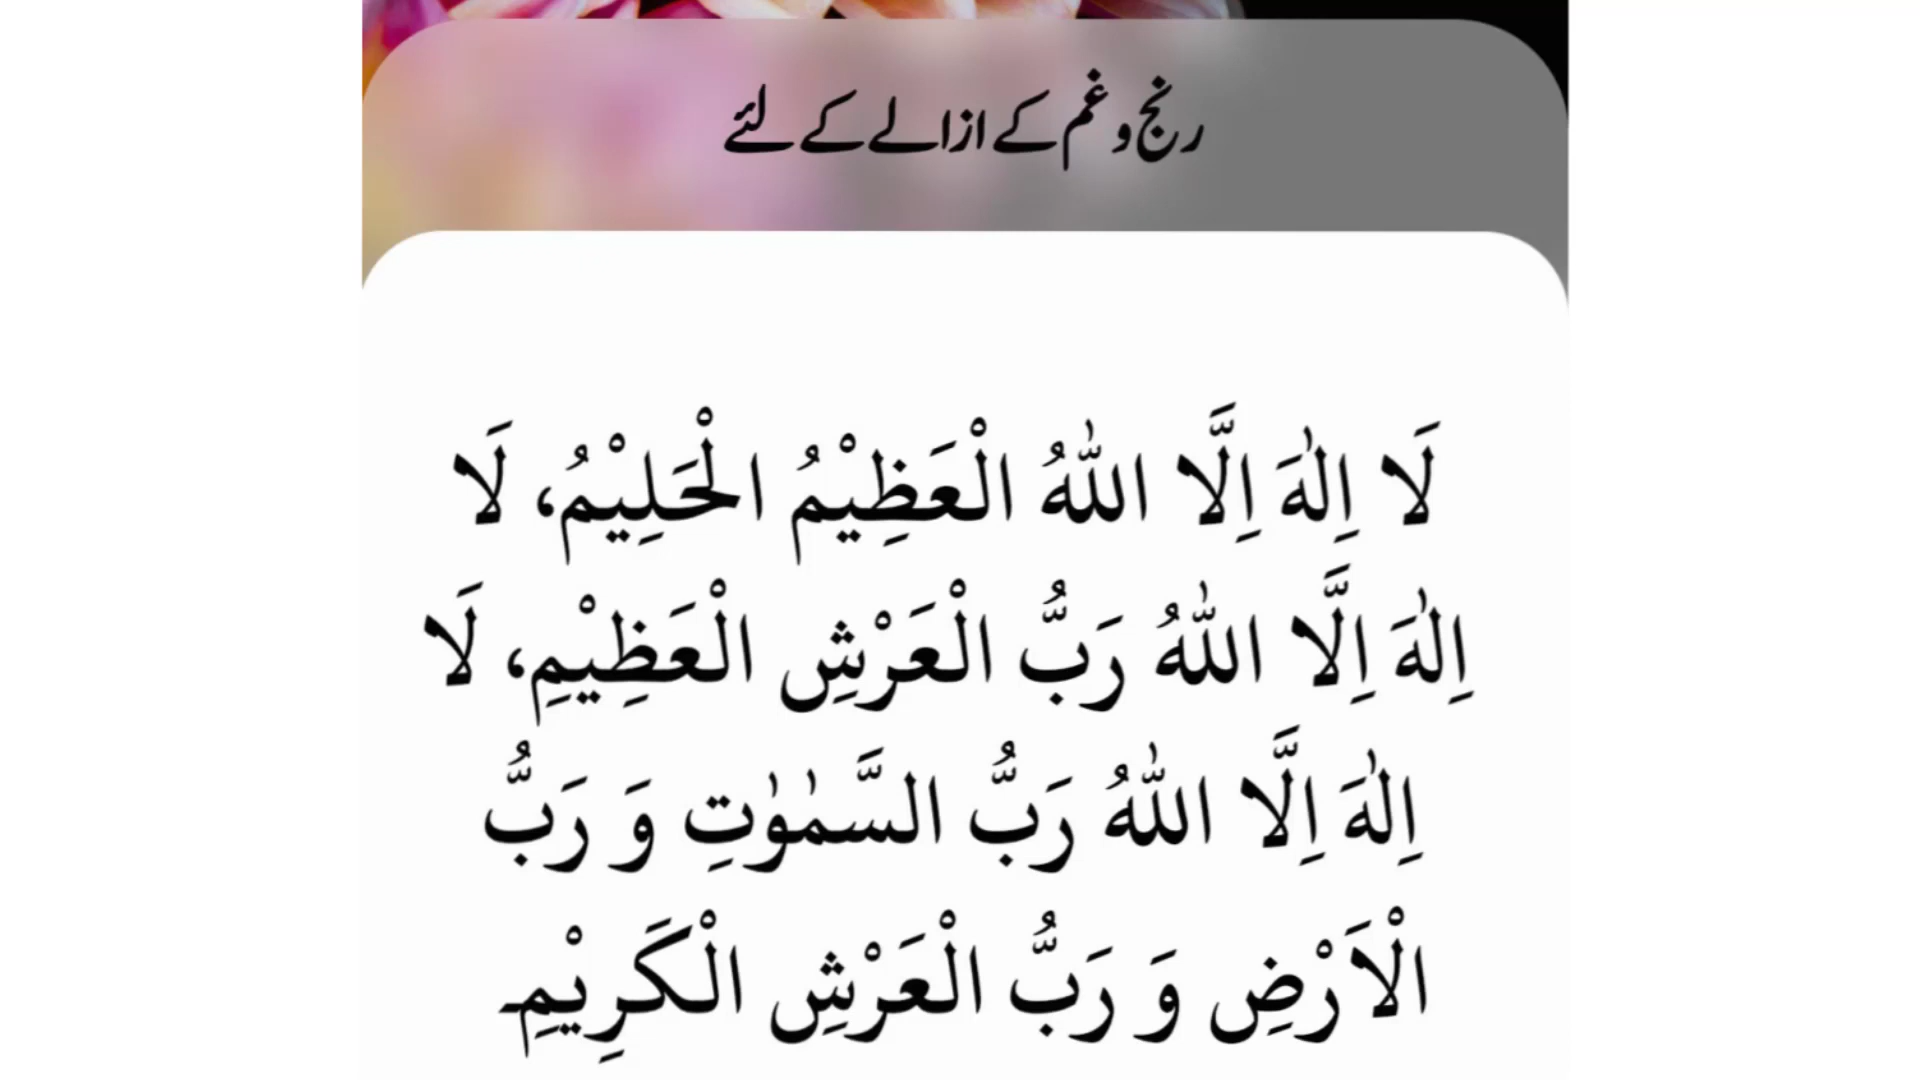 رنج و غم کے ازالے کے لئے
لَا اِلٰهَ اِلَّا اللّٰهُ الْعَظِيْمُ الْحَلِيْمُ، لَا
اِلٰهَ اِلَّا اللّٰهُ رَبُّ الْعَرْشِ الْعَظِيْمِ، لَا
اِلٰهَ اِلَّا اللّٰهُ رَبُّ السَّمٰوٰتِ وَ رَبُّ
الْاَرْضِ وَ رَبُّ الْعَرْشِ الْكَرِيْمِ۔